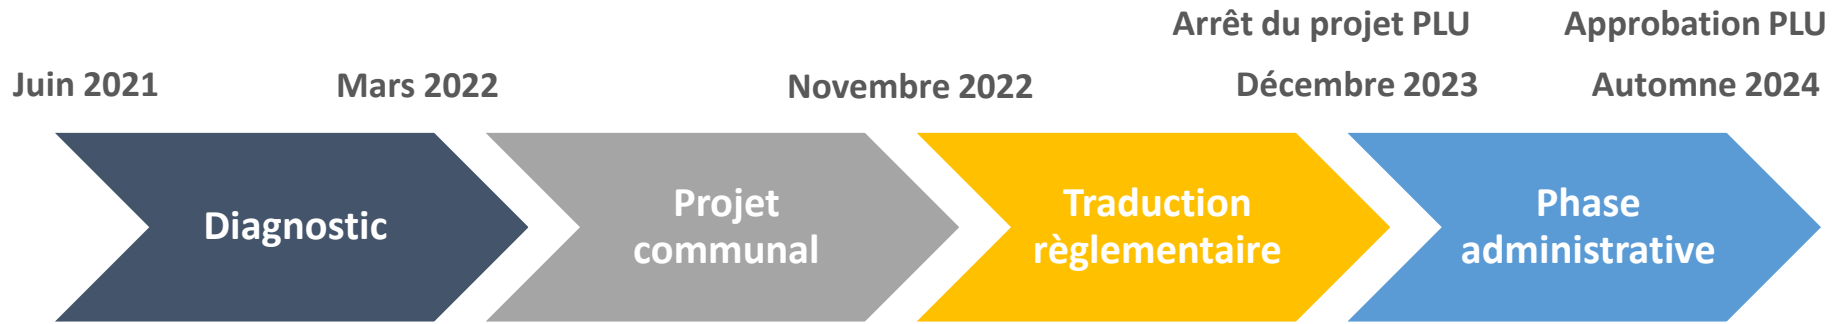 Arrêt du projet PLU
Approbation PLU
Juin 2021
Mars 2022
Novembre 2022
Décembre 2023
Automne 2024
Diagnostic
Projet
communal
Traduction
règlementaire
Phase
administrative